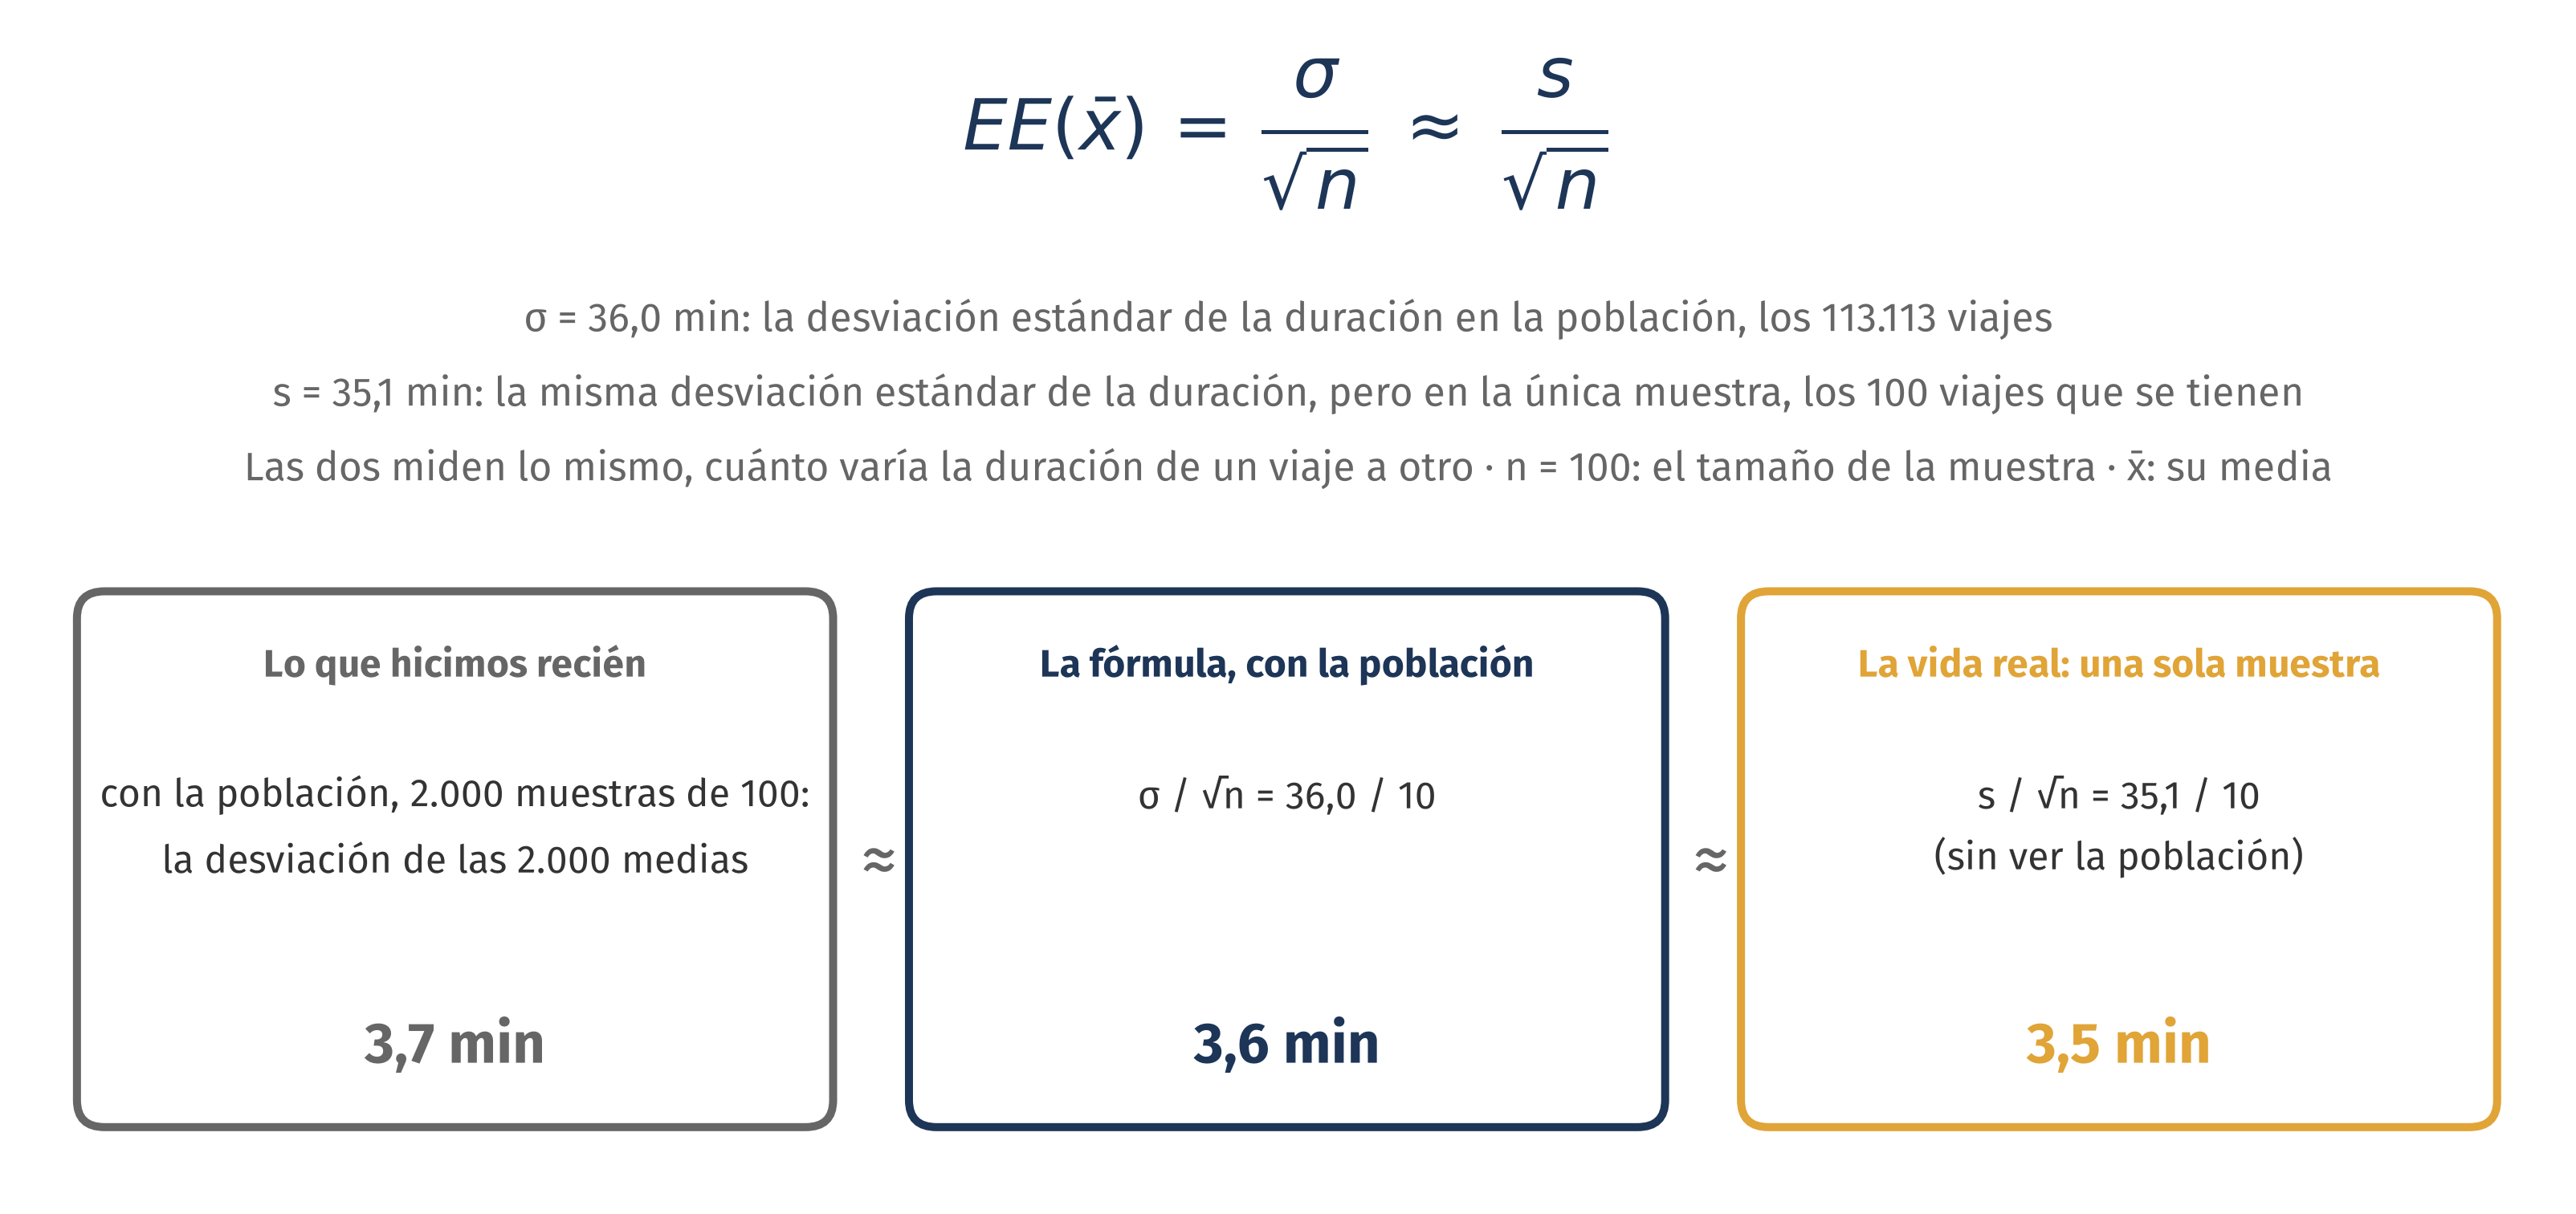 EE(x̄) = σ / √n ≈ s / √n
σ = 36,0 min: la desviación estándar de la duración en la población, los 113.113 viajes
s = 35,1 min: la misma desviación estándar de la duración, pero en la única muestra, los 100 viajes que se tienen
Las dos miden lo mismo, cuánto varía la duración de un viaje a otro · n = 100: el tamaño de la muestra · x̄: su media
Lo que hicimos recién
con la población, 2.000 muestras de 100:
la desviación de las 2.000 medias
3,7 min
≈
La fórmula, con la población
σ / √n = 36,0 / 10
3,6 min
≈
La vida real: una sola muestra
s / √n = 35,1 / 10
(sin ver la población)
3,5 min